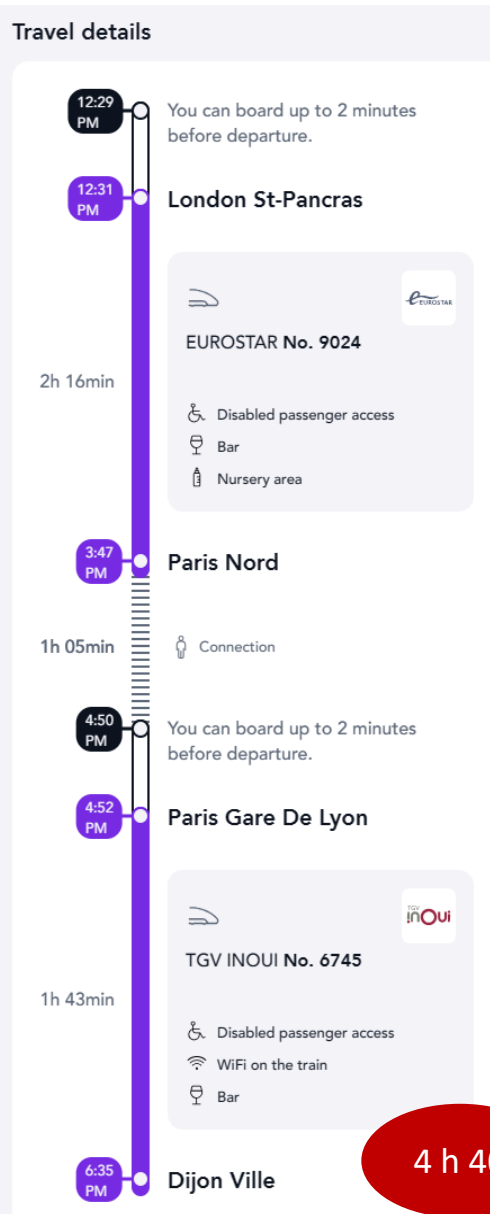 Travel details
12:29
PM
You can board up to 2 minutes
before departure.
12:31
PM
London St-Pancras
EUROSTAR
EUROSTAR No. 9024
2h 16min
Disabled passenger access
Bar
Nursery area
3:47
PM
Paris Nord
1h 05min
Connection
4:50
PM
You can board up to 2 minutes
before departure.
4:52
PM
Paris Gare De Lyon
TGV
inOui
TGV INOUI No. 6745
1h 43min
Disabled passenger access
WiFi on the train
Bar
4 h 4
6:35
PM
Dijon Ville